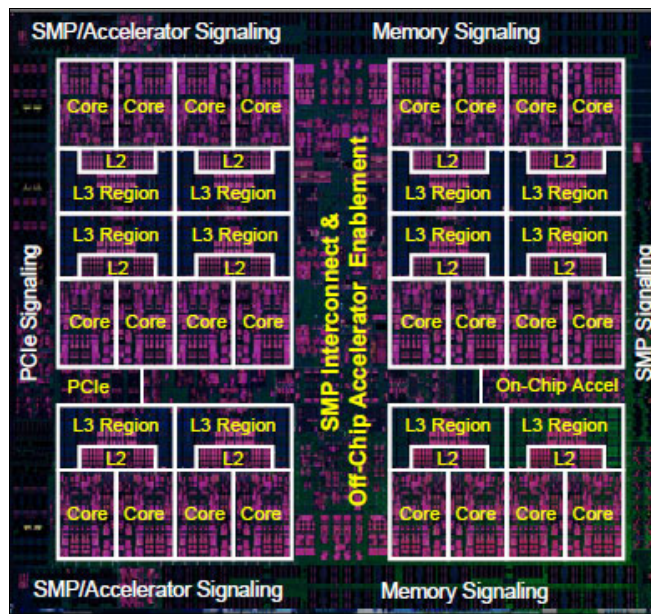 SMP/Accelerator Signaling Memory Signaling
Core Core Core Core Core Core Core Core
L2 L2 L2 L2
L3 Region L3 Region L3 Region L3 Region
L3 Region L3 Region L3 Region L3 Region
L2 L2 L2 L2
Core Core Core Core Core Core Core Core
PCIe Signaling
SMP Interconnect &
Off-Chip Accelerator Enablement
SMP Signaling
PCIe On-Chip Accel
L3 Region L3 Region L3 Region L3 Region
L2 L2 L2 L2
Core Core Core Core Core Core Core Core
SMP/Accelerator Signaling Memory Signaling